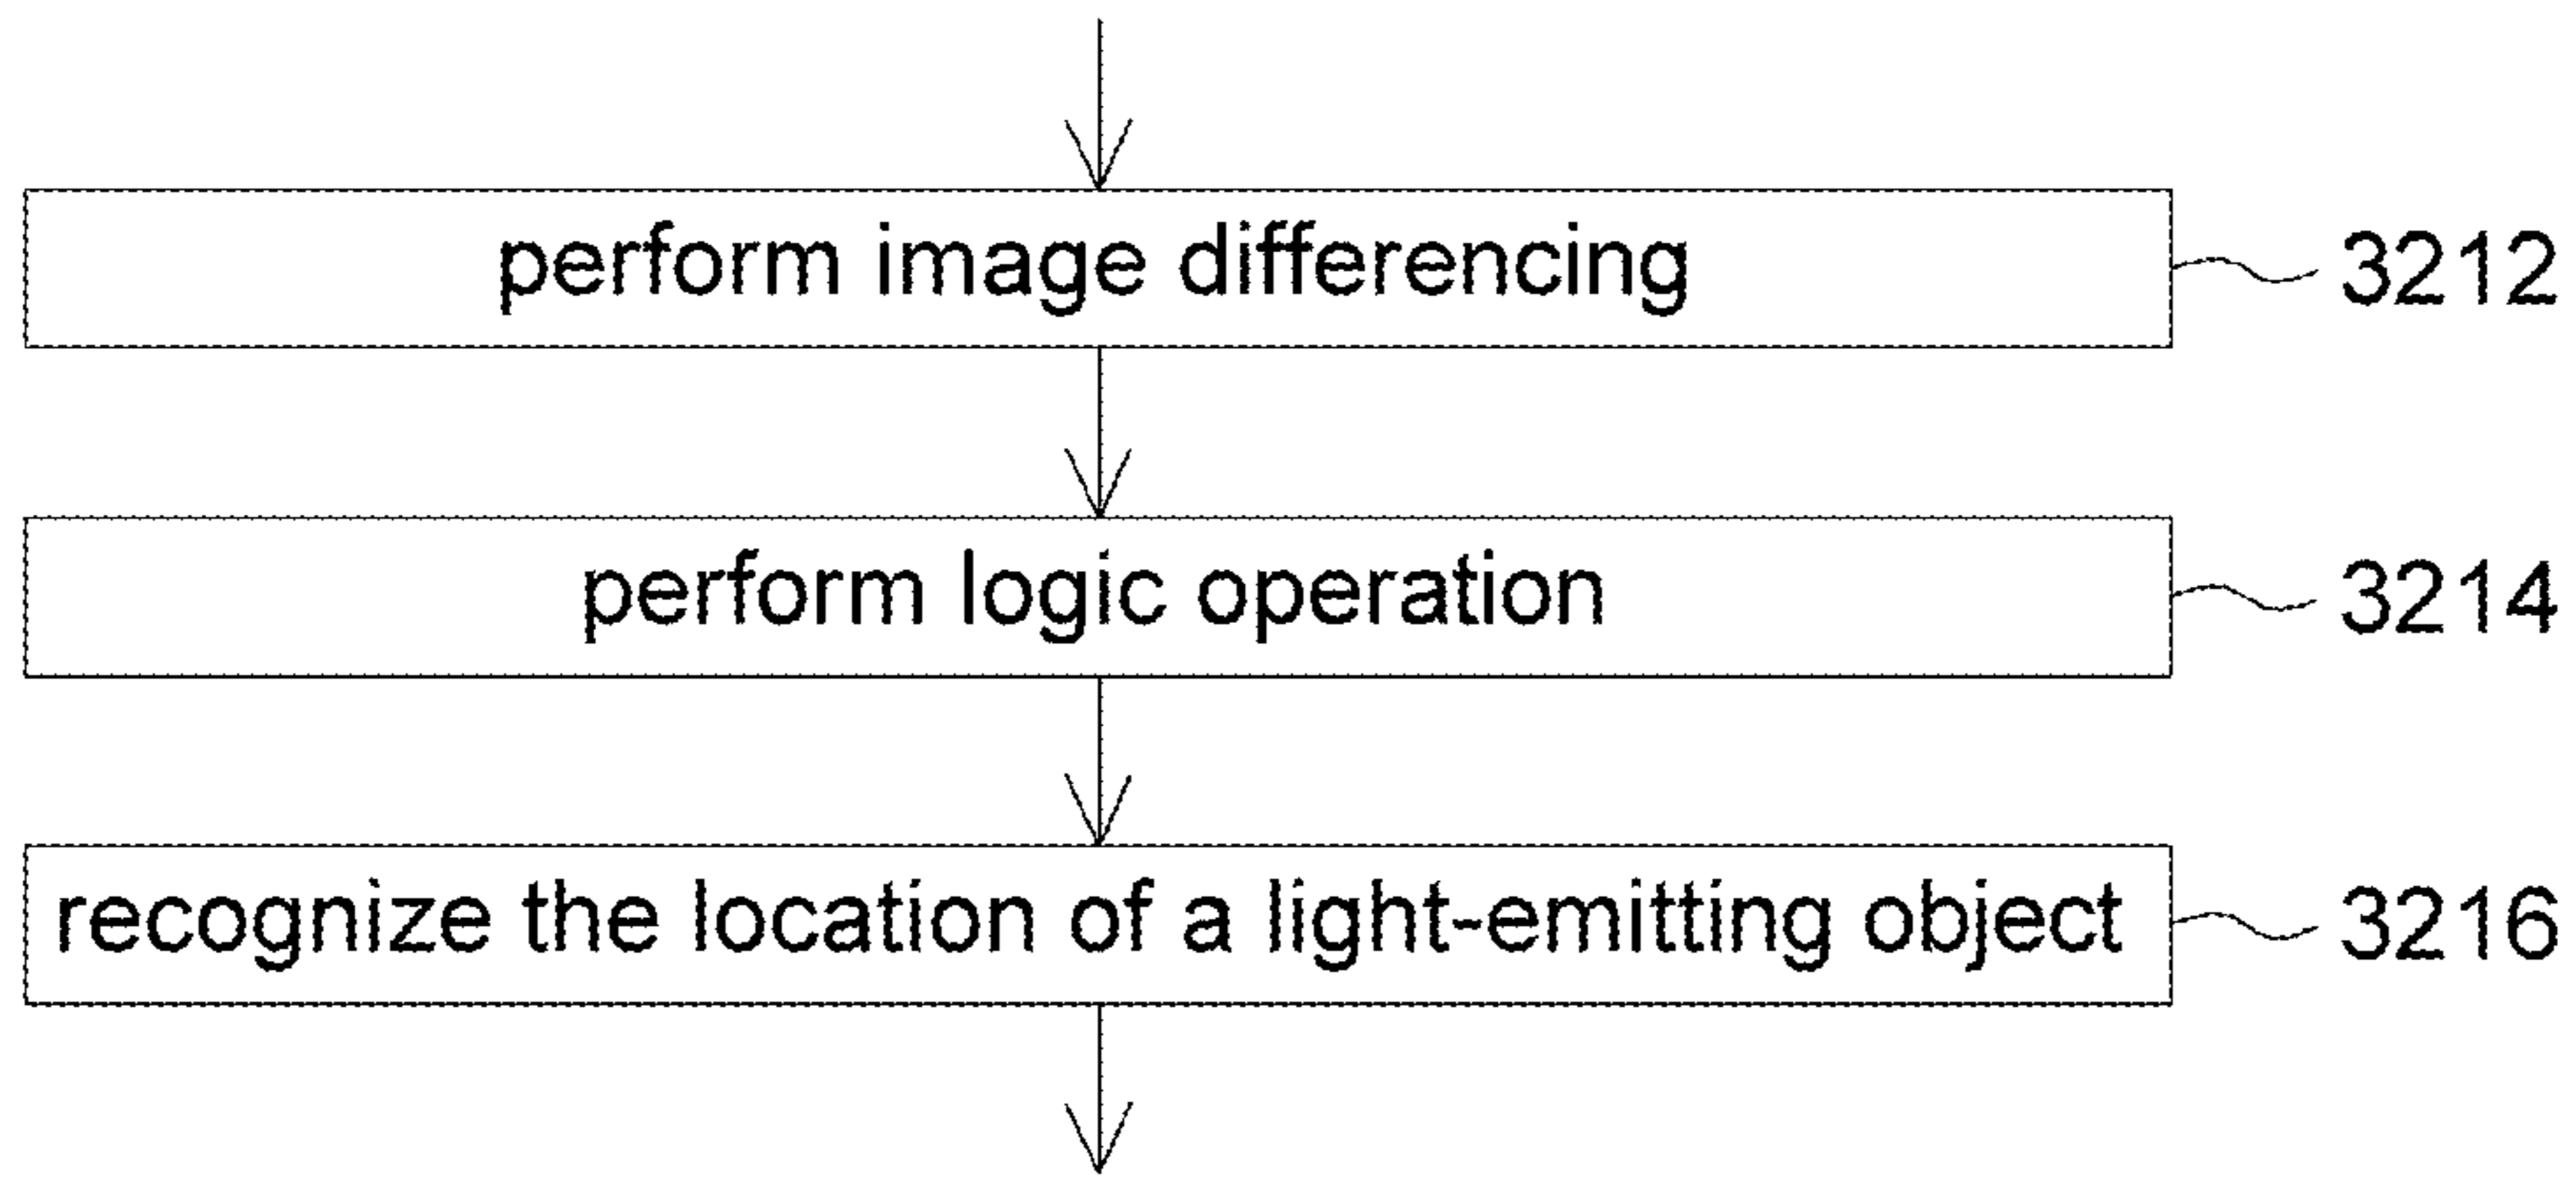 perform image differencing 3212
perform logic operation 3214
recognize the location of a light-emitting object 3216